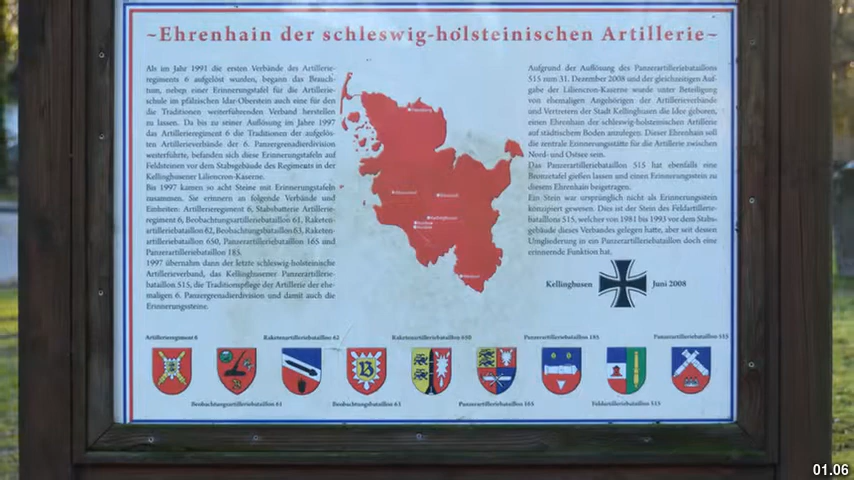 ~Ehrenhain der schleswig-holsteinischen Artillerie~
Als im Jahr 1991 die ersten Verbände des Artillerie-
regiments 6 aufgelöst wurden, begann das Brauch-
tum, neben einer Erinnerungstafel für die Artillerie-
schule im pfälzischen Idar-Oberstein auch eine für den
die Traditionen weiterführenden Verband herstellen
zu lassen. Da bis zu seiner Auflösung im Jahre 1997
das Artillerieregiment 6 die Traditionen der aufgelös-
ten Artillerieverbände der 6. Panzergrenadierdivision
weiterführte, befanden sich diese Erinnerungstafeln auf
Feldsteinen vor dem Stabsgebäude des Regiments in der
Kellinghusener Liliencron-Kaserne.
Bis 1997 kamen so acht Steine mit Erinnerungstafeln
zusammen. Sie erinnern an folgende Verbände und
Einheiten: Artillerieregiment 6, Stabsbatterie Artillerie-
regiment 6, Beobachtungsbataillon 61, Raketen-
artilleriebataillon 62, Beobachtungsbataillon 63, Raketen-
artilleriebataillon 650, Panzerartilleriebataillon 165 und
Panzerartilleriebataillon 185.
1997 übernahm dann der letzte schleswig-holsteinische
Artillerieverband, das Kellinghusener Panzerartillerie-
bataillon 515, die Traditionspflege der Artillerie der ehe-
maligen 6. Panzergrenadierdivision und damit auch die
Erinnerungssteine.
Aufgrund der Auflösung des Panzerartilleriebataillons
515 zum 31. Dezember 2008 und der gleichzeitigen Auf-
gabe der Liliencron-Kaserne wurde unter Beteiligung
von ehemaligen Angehörigen der Artillerieverbände
und Vertretern der Stadt Kellinghusen die Idee geboren,
einen Ehrenhain der schleswig-holsteinischen Artillerie
auf städtischem Boden anzulegen. Dieser Ehrenhain soll
die zentrale Erinnerungsstätte für die Artillerie zwischen
Nord- und Ostsee sein.
Das Panzerartilleriebataillon 515 hat ebenfalls eine
Bronzetafel gießen lassen und einen Erinnerungsstein zu
diesem Ehrenhain beigetragen.
Ein Stein war ursprünglich nicht als Erinnerungsstein
konzipiert gewesen. Dies ist der Stein des Feldartillerie-
bataillons 515, welcher von 1981 bis 1993 vor dem Stabs-
gebäude dieses Verbandes gelegen hatte, aber seit dessen
Umgliederung in ein Panzerartilleriebataillon doch eine
erinnernde Funktion hat.
Kellinghusen Juni 2008
Artillerieregiment 6 Raketenartilleriebataillon 62 Raketenartilleriebataillon 650 Panzerartilleriebataillon 185 Panzerartilleriebataillon 515
B
Beobachtungsartilleriebataillon 61 Beobachtungsbataillon 63 Panzerartilleriebataillon 165 Feldartilleriebataillon 515
01.06